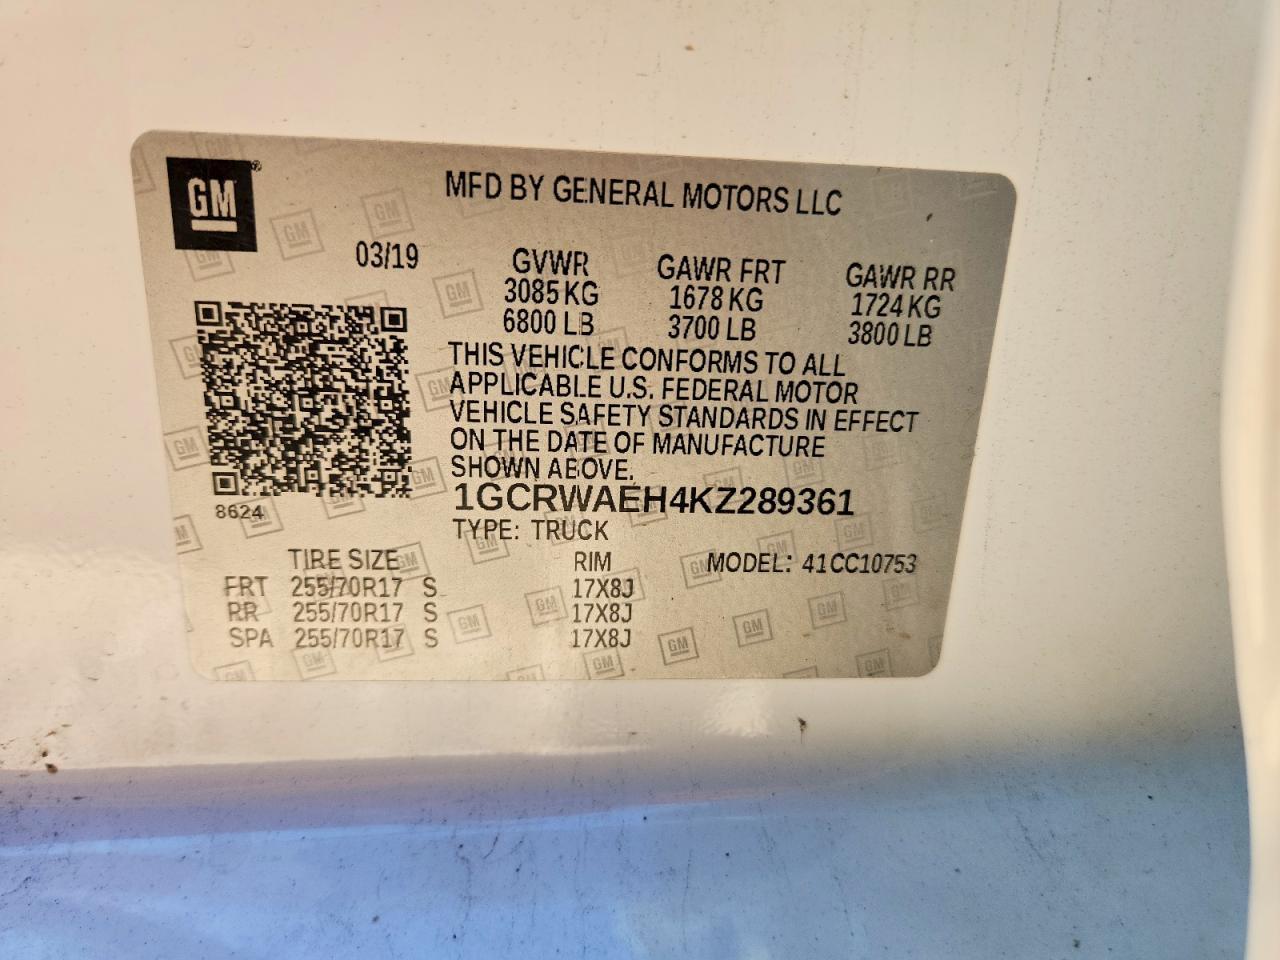 GM
MFD BY GENERAL MOTORS LLC
03/19
GVWR GAWR FRT GAWR RR
3085 KG 1678 KG 1724 KG
6800 LB 3700 LB 3800 LB
THIS VEHICLE CONFORMS TO ALL
APPLICABLE U.S. FEDERAL MOTOR
VEHICLE SAFETY STANDARDS IN EFFECT
ON THE DATE OF MANUFACTURE
SHOWN ABOVE.
1GCRWAEH4KZ289361
8624
TYPE: TRUCK
TIRE SIZE RIM MODEL: 41CC10753
FRT 255/70R17 S 17X8J
RR 255/70R17 S 17X8J
SPA 255/70R17 S 17X8J